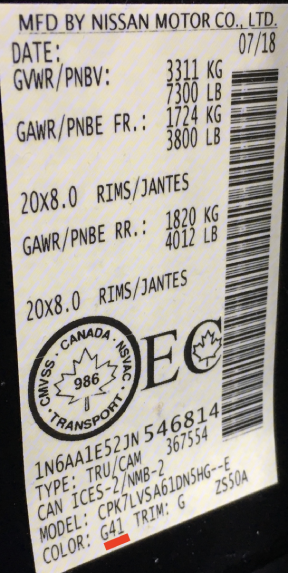 MFD BY NISSAN MOTOR CO., LTD.
DATE: 07/18
GVWR/PNBV: 3311 KG
7300 LB
GAWR/PNBE FR.: 1724 KG
3800 LB
20X8.0 RIMS/JANTES
GAWR/PNBE RR.: 1820 KG
4012 LB
20X8.0 RIMS/JANTES
CMVSS · CANADA · NSVAC
986
· TRANSPORT ·
EC
1N6AA1E52JN546814
TYPE: TRU/CAM 367554
CAN ICES-2/NMB-2
MODEL: CPK7LVSA61DNSHG--E
COLOR: G41 TRIM: G ZS50A